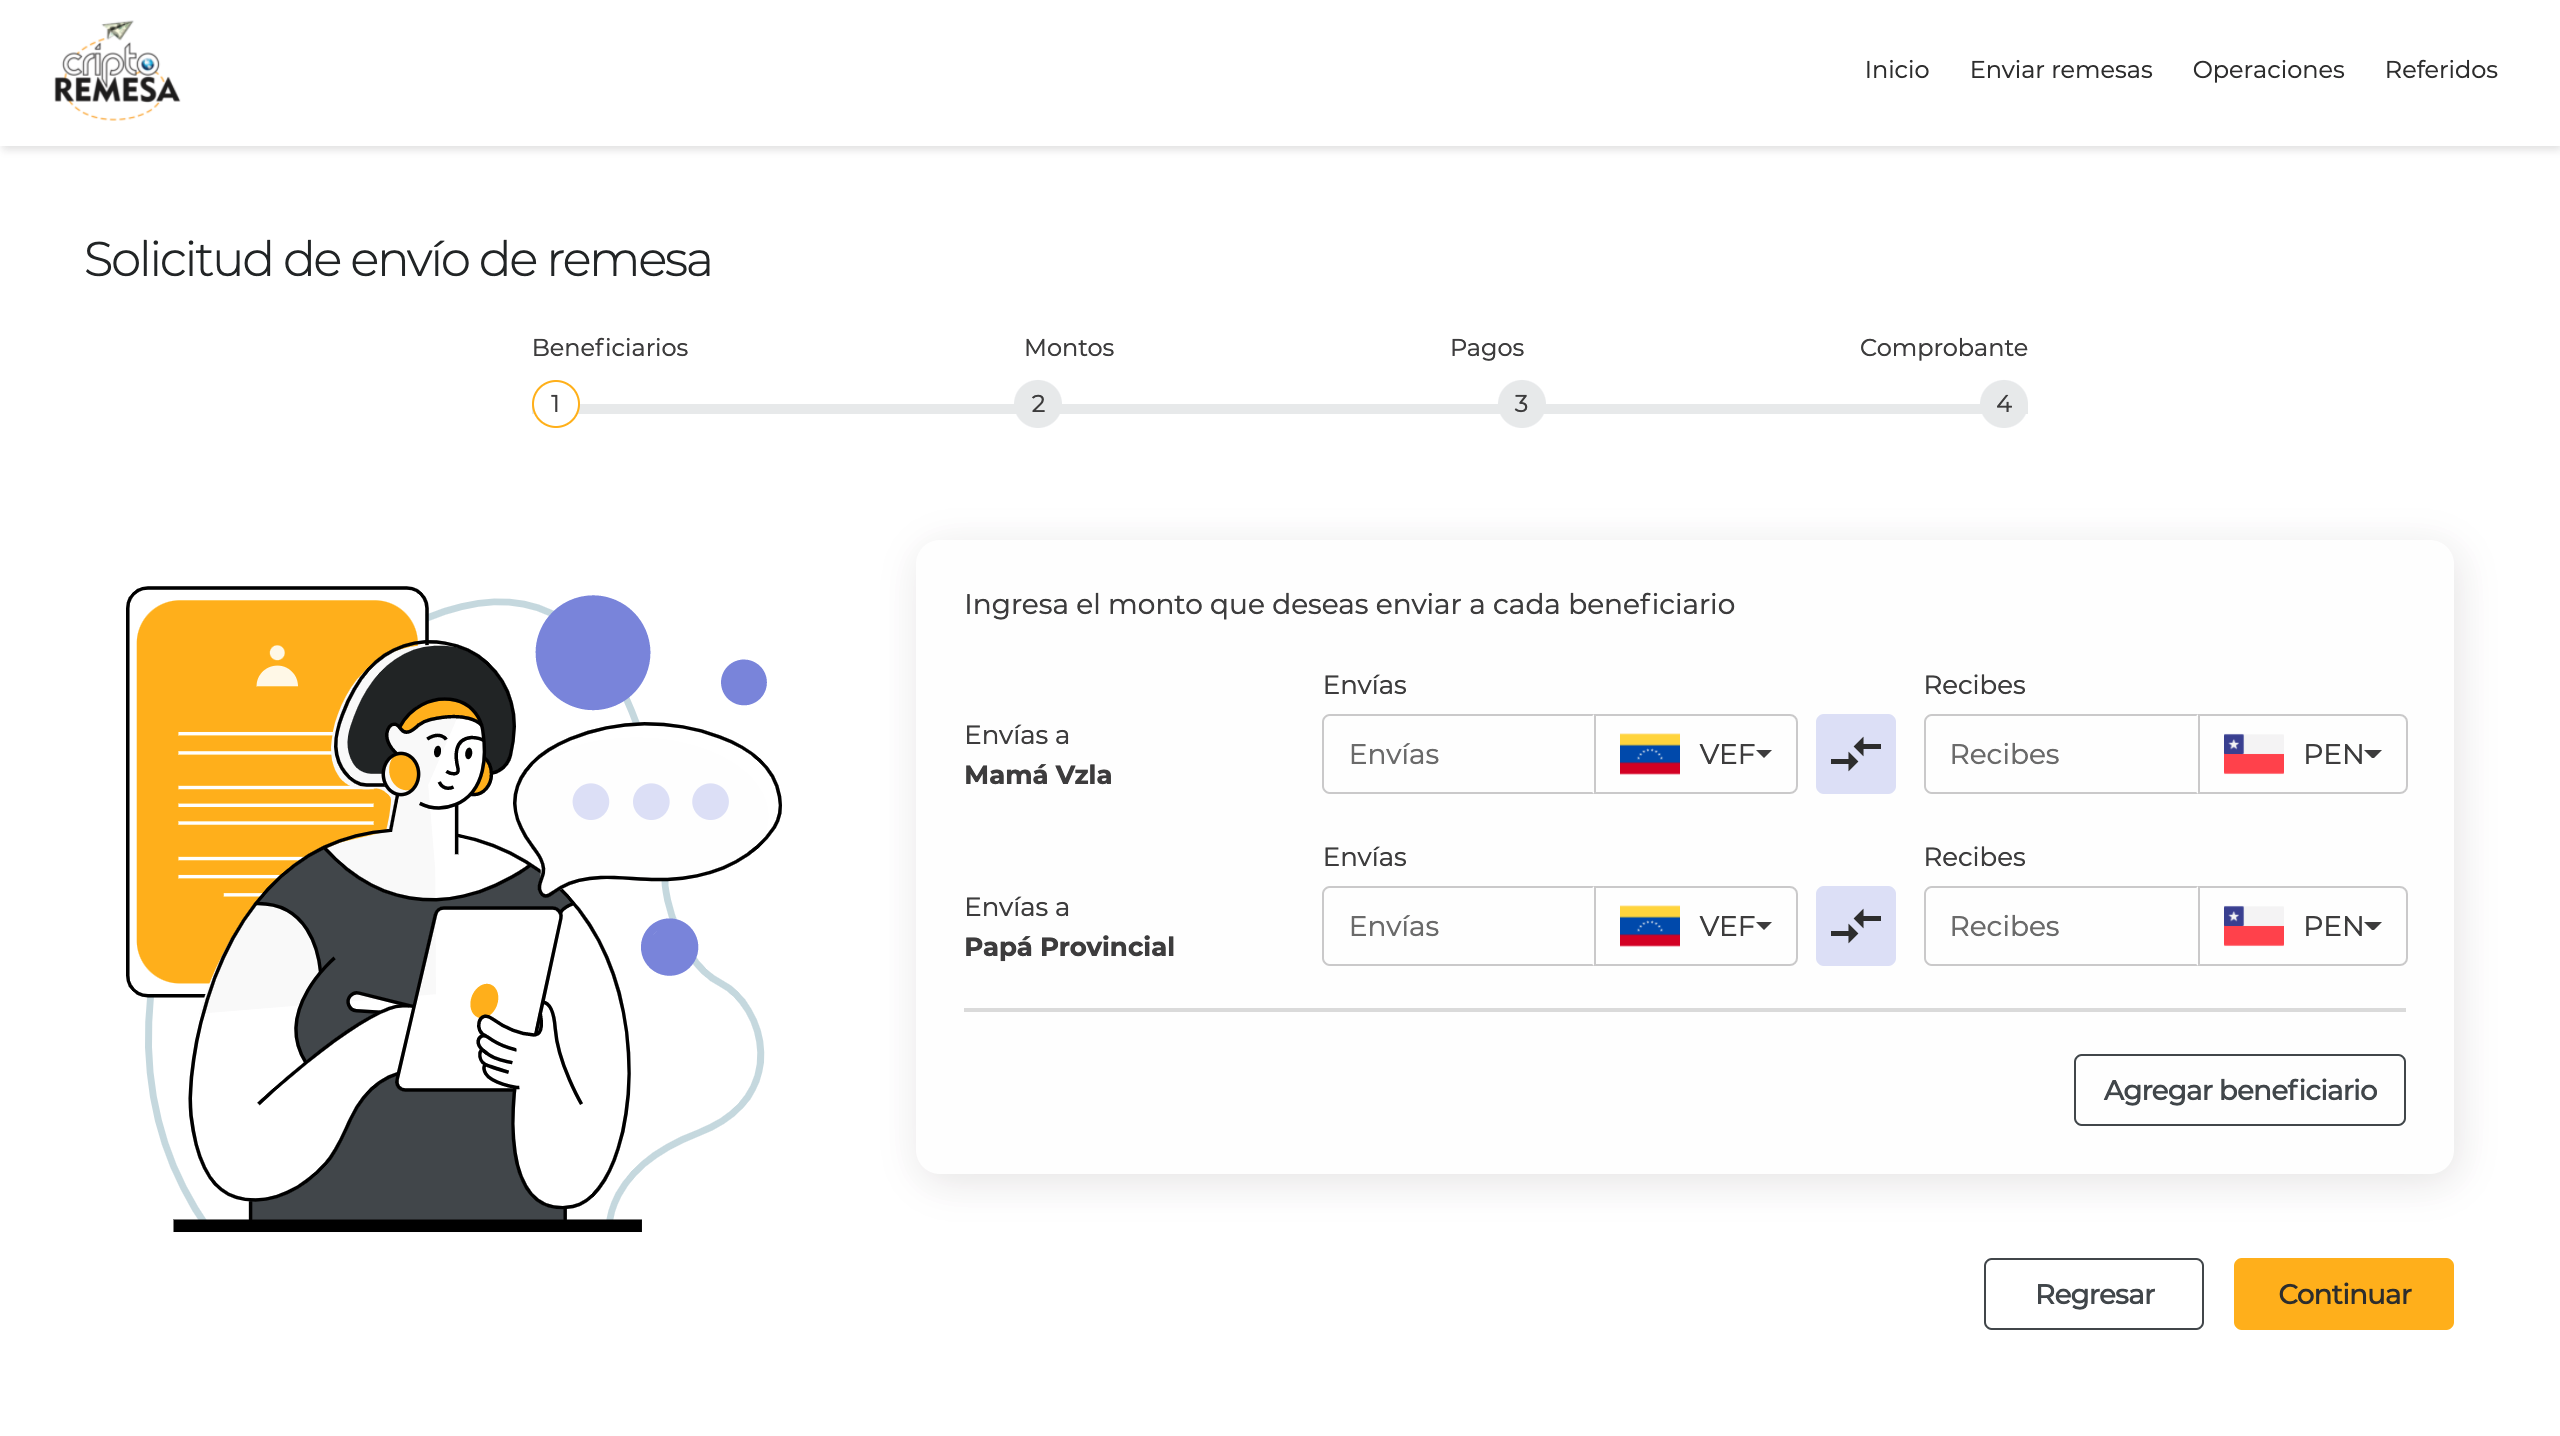 cripto
REMESA
Inicio Enviar remesas Operaciones Referidos
Solicitud de envío de remesa
Beneficiarios Montos Pagos Comprobante
1 2 3 4
Ingresa el monto que deseas enviar a cada beneficiario
Envías Recibes
Envías a
Mamá Vzla
Envías VEF Recibes PEN
Envías Recibes
Envías a
Papá Provincial
Envías VEF Recibes PEN
Agregar beneficiario
Regresar Continuar